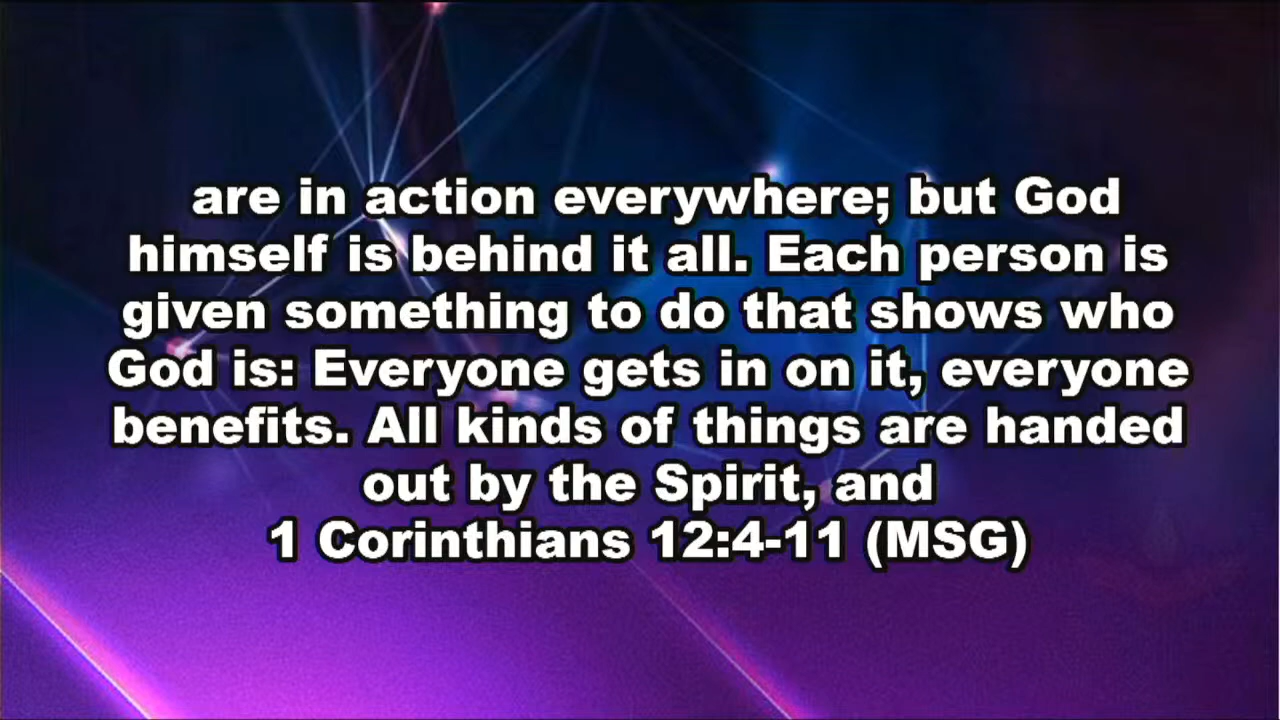 are in action everywhere; but God
himself is behind it all. Each person is
given something to do that shows who
God is: Everyone gets in on it, everyone
benefits. All kinds of things are handed
out by the Spirit, and
1 Corinthians 12:4-11 (MSG)